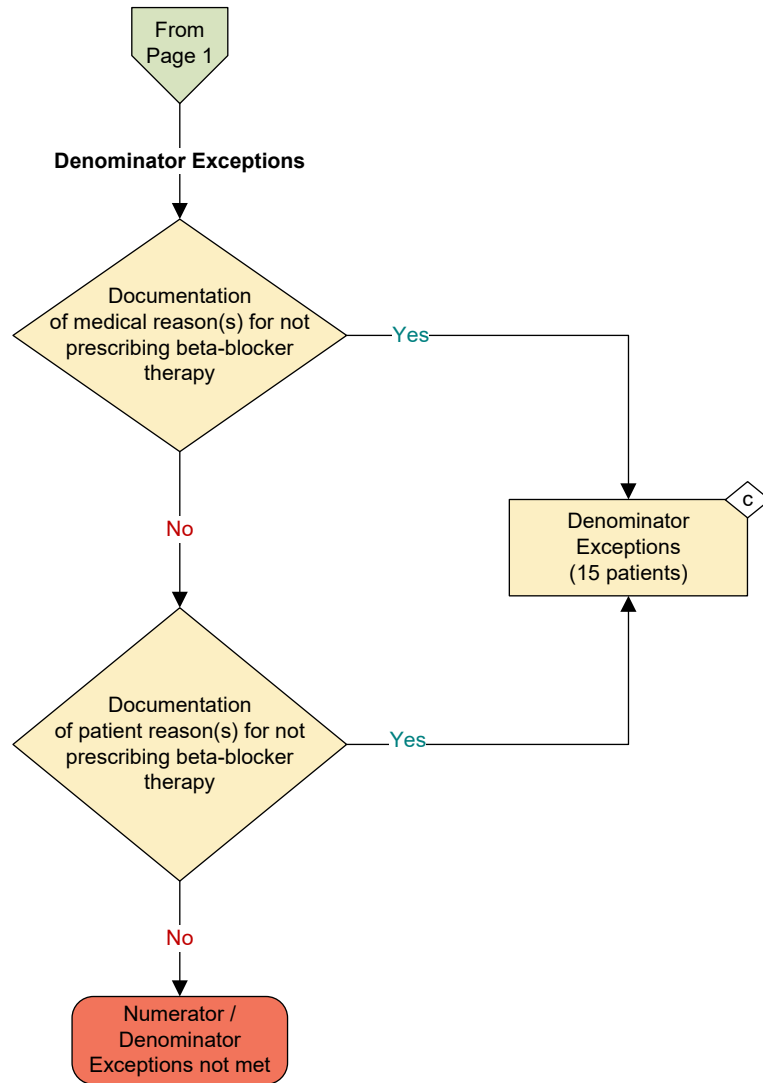 From
Page 1
Denominator Exceptions
Documentation
of medical reason(s) for not
prescribing beta-blocker
therapy
Yes
C
Denominator
Exceptions
(15 patients)
No
Documentation
of patient reason(s) for not
prescribing beta-blocker
therapy
Yes
No
Numerator /
Denominator
Exceptions not met